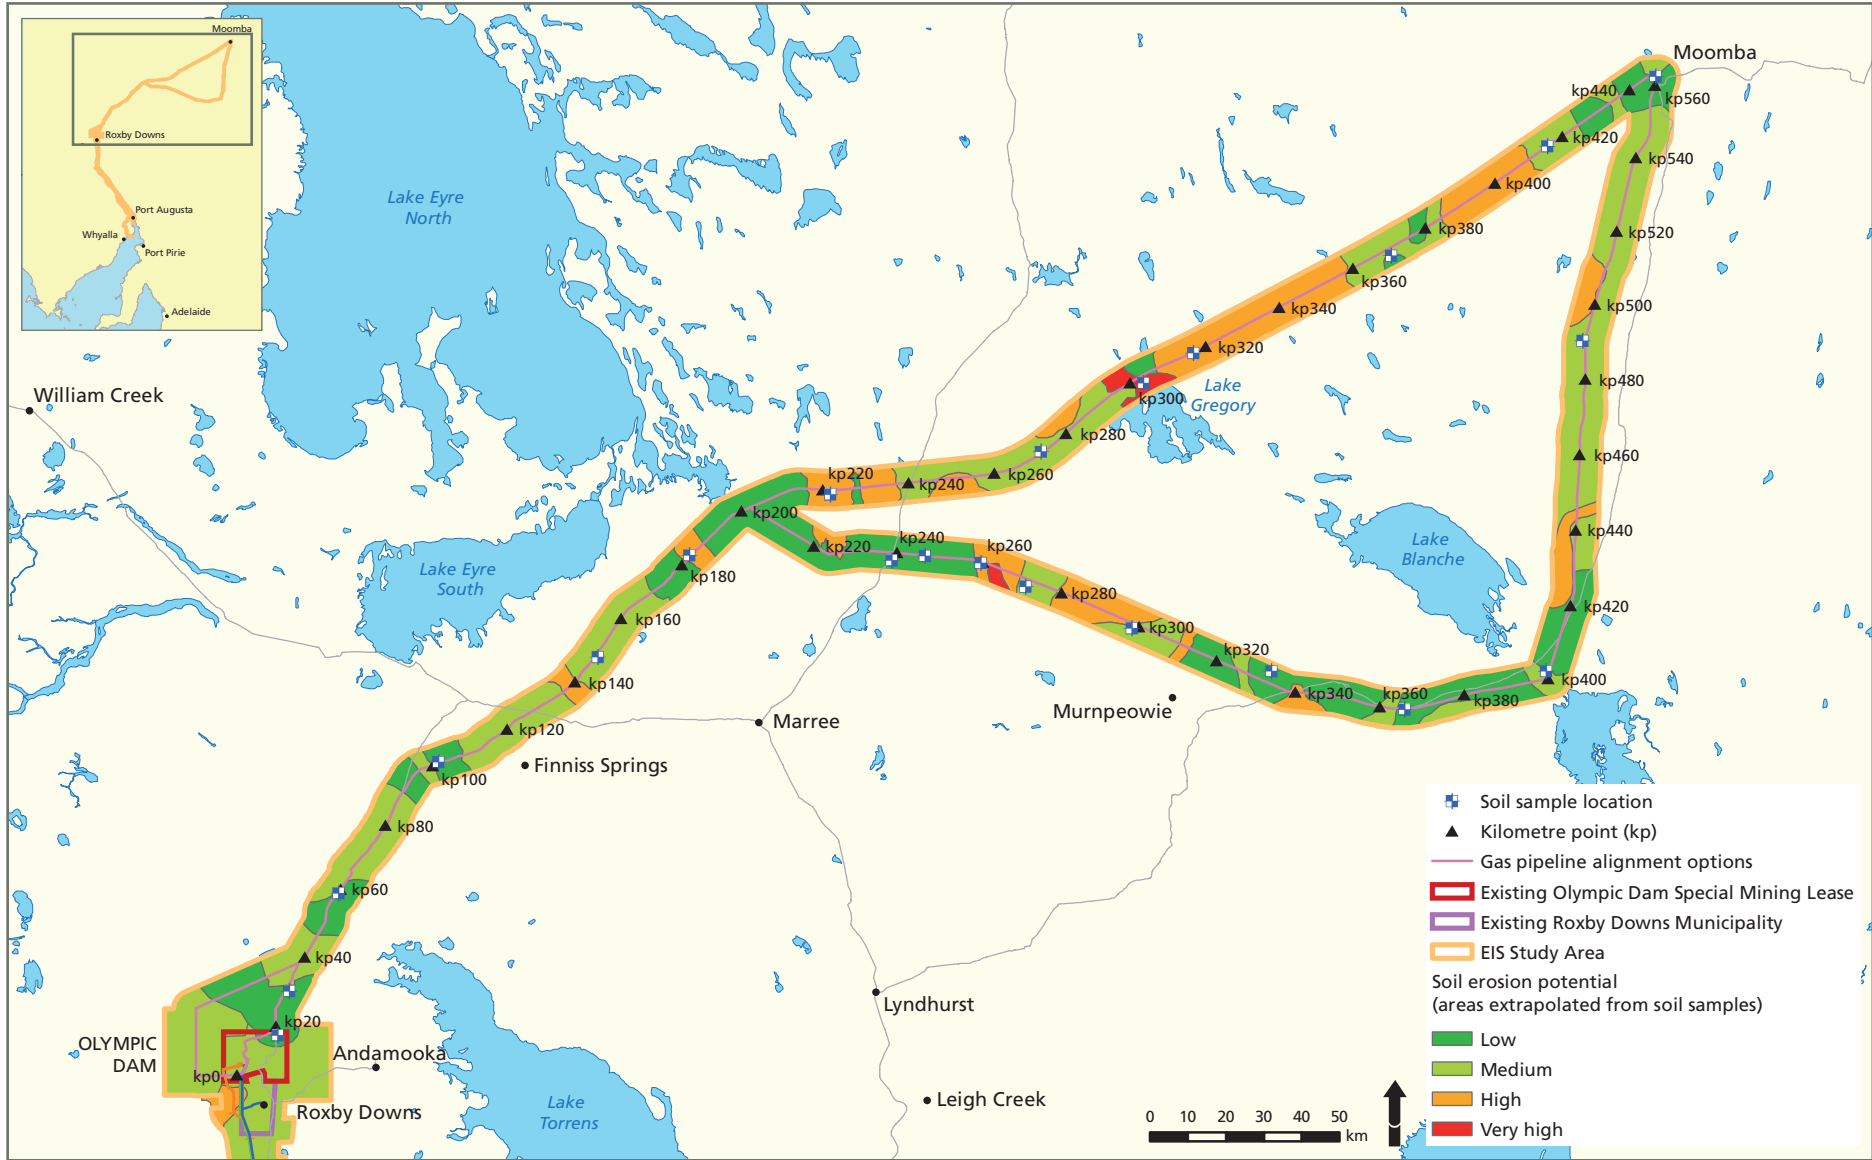 Moomba
Roxby Downs
Port Augusta
Whyalla
Port Pirie
Adelaide
Moomba
kp440
kp560
kp420
kp540
kp400
kp520
kp380
kp360
kp500
kp340
kp320
kp480
kp300
kp280
kp460
kp260
kp240
kp220
kp200
kp440
kp220
kp240
kp260
kp280
kp420
kp300
kp320
kp340
kp360
kp380
kp400
kp180
kp160
kp140
kp120
kp100
kp80
kp60
kp40
kp20
kp0
Lake Eyre
North
Lake
Gregory
Lake Eyre
South
Lake
Blanche
Lake
Torrens
William Creek
Marree
Murnpeowie
Finniss Springs
Lyndhurst
Leigh Creek
OLYMPIC
DAM
Andamooka
Roxby Downs
Soil sample location
Kilometre point (kp)
Gas pipeline alignment options
Existing Olympic Dam Special Mining Lease
Existing Roxby Downs Municipality
EIS Study Area
Soil erosion potential
(areas extrapolated from soil samples)
Low
Medium
High
Very high
0 10 20 30 40 50
km